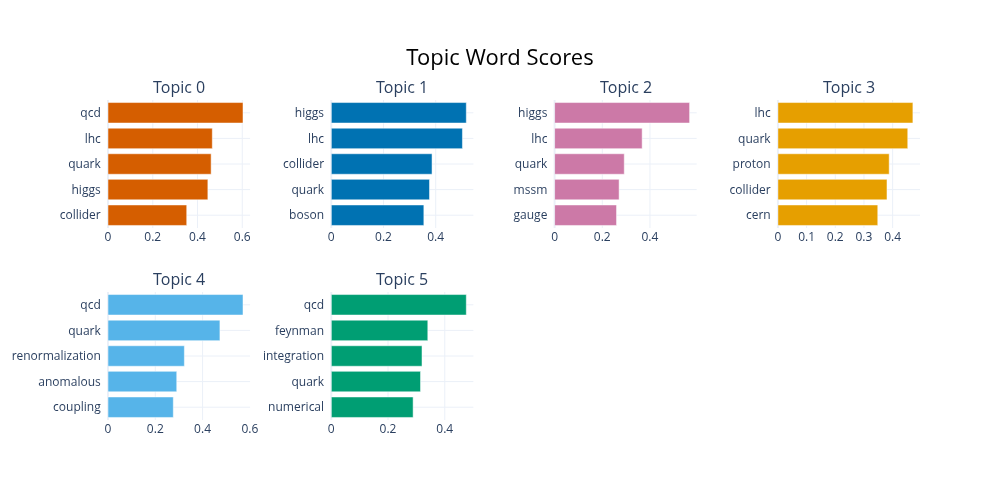 Topic Word Scores
Topic 0
qcd
lhc
quark
higgs
collider
0 0.2 0.4 0.6
Topic 1
higgs
lhc
collider
quark
boson
0 0.2 0.4
Topic 2
higgs
lhc
quark
mssm
gauge
0 0.2 0.4
Topic 3
lhc
quark
proton
collider
cern
0 0.1 0.2 0.3 0.4
Topic 4
qcd
quark
renormalization
anomalous
coupling
0 0.2 0.4 0.6
Topic 5
qcd
feynman
integration
quark
numerical
0 0.2 0.4